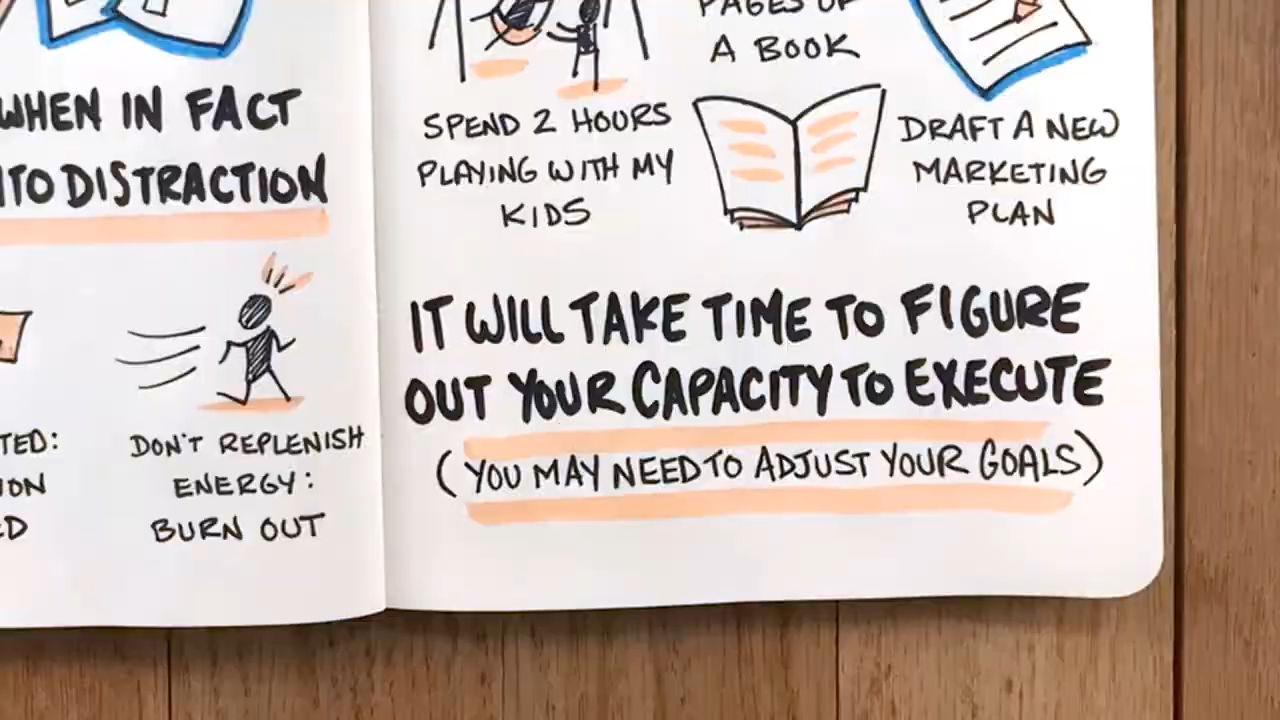 WHEN IN FACT
DISTRACTION
DON'T REPLENISH
ENERGY:
BURN OUT
PAGES OF
A BOOK
SPEND 2 HOURS
PLAYING WITH MY
KIDS
DRAFT A NEW
MARKETING
PLAN
IT WILL TAKE TIME TO FIGURE
OUT YOUR CAPACITY TO EXECUTE
(YOU MAY NEED TO ADJUST YOUR GOALS)